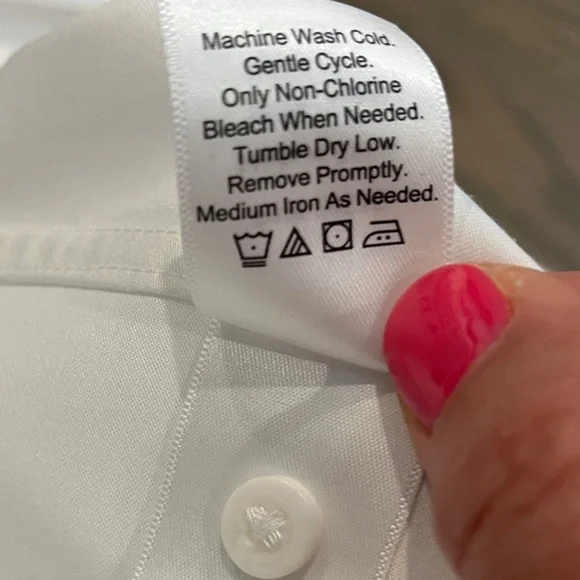 Machine Wash Cold.
Gentle Cycle.
Only Non-Chlorine
Bleach When Needed.
Tumble Dry Low.
Remove Promptly.
Medium Iron As Needed.